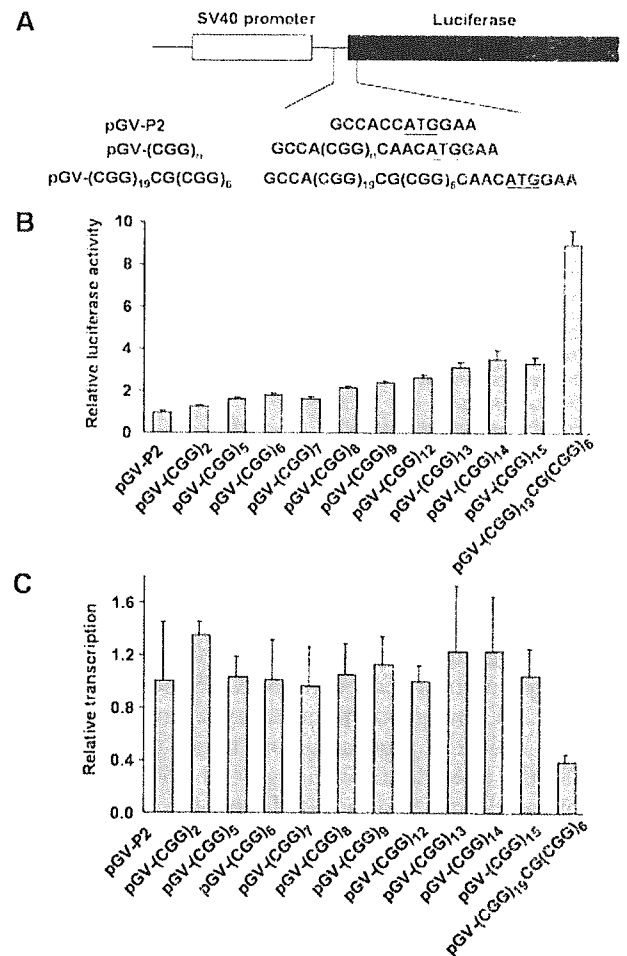 A
SV40 promoter
Luciferase
pGV-P2
GCCACCATGGAA
pGV-(CGG)n
GCCA(CGG)nCAACATGGAA
pGV-(CGG)19CG(CGG)6
GCCA(CGG)19CG(CGG)6CAACATGGAA
B
Relative luciferase activity
10
8
6
4
2
0
pGV-P2
pGV-(CGG)2
pGV-(CGG)5
pGV-(CGG)6
pGV-(CGG)7
pGV-(CGG)8
pGV-(CGG)9
pGV-(CGG)12
pGV-(CGG)13
pGV-(CGG)14
pGV-(CGG)15
pGV-(CGG)19CG(CGG)6
C
Relative transcription
1.6
1.2
0.8
0.4
0.0
pGV-P2
pGV-(CGG)2
pGV-(CGG)5
pGV-(CGG)6
pGV-(CGG)7
pGV-(CGG)8
pGV-(CGG)9
pGV-(CGG)12
pGV-(CGG)13
pGV-(CGG)14
pGV-(CGG)15
pGV-(CGG)19CG(CGG)6